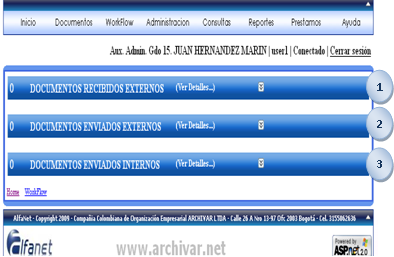 Inicio Documentos WorkFlow Administracion Consultas Reportes Prestamos Ayuda
Aux. Admin. Gdo 15. JUAN HERNANDEZ MARIN | user1 | Conectado | Cerrar sesión
0 DOCUMENTOS RECIBIDOS EXTERNOS (Ver Detalles...) 1
0 DOCUMENTOS ENVIADOS EXTERNOS (Ver Detalles...) 2
0 DOCUMENTOS ENVIADOS INTERNOS (Ver Detalles...) 3
Home WorkFlow
AlfaNet - Copyright 2009 - Compañia Colombiana de Organización Empresarial ARCHIVAR LTDA - Calle 26 A Nro 13-97 Ofic 2003 Bogotá - Col. 3155062636
Alfanet www.archivar.net Powered by ASP.net 2.0